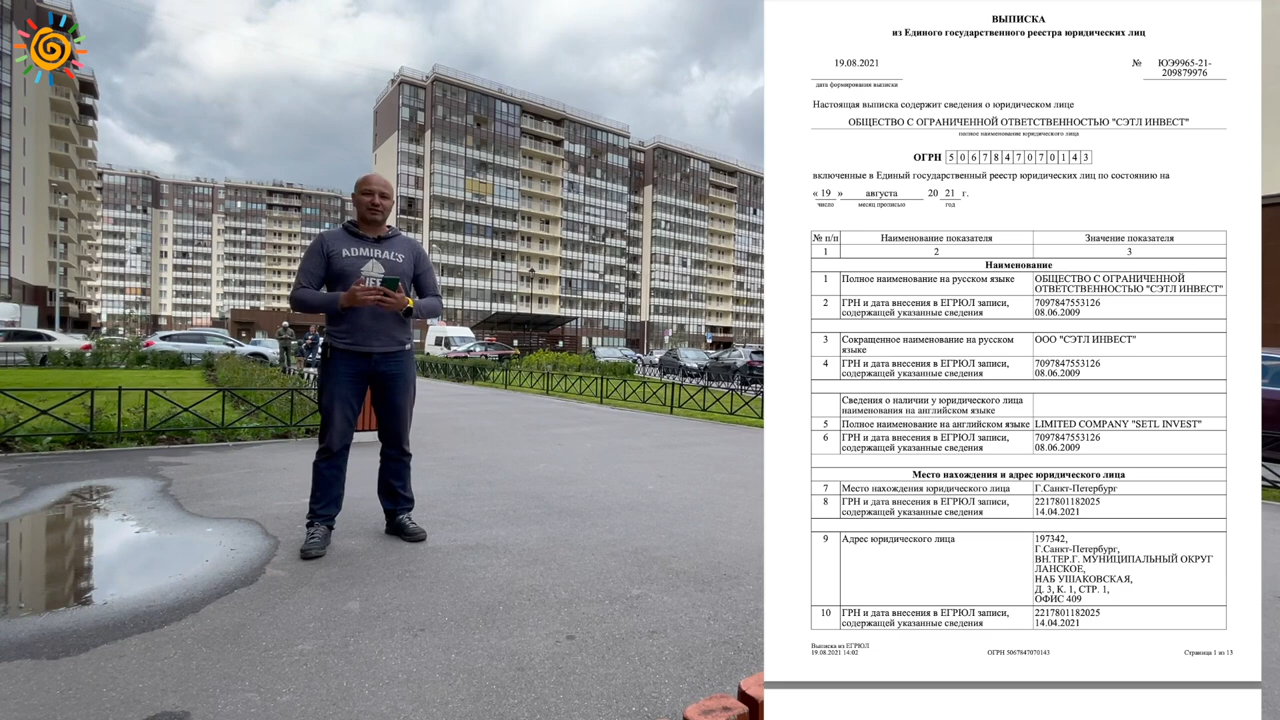 ADMIRAL'S
LIFE
ВЫПИСКА
из Единого государственного реестра юридических лиц
19.08.2021
№ ЮЭ9965-21-
209879976
дата формирования выписки
Настоящая выписка содержит сведения о юридическом лице
ОБЩЕСТВО С ОГРАНИЧЕННОЙ ОТВЕТСТВЕННОСТЬЮ "СЭТЛ ИНВЕСТ"
полное наименование юридического лица
ОГРН 5067847070143
включенные в Единый государственный реестр юридических лиц по состоянию на
« 19 » августа 20 21 г.
число месяц прописью год
№ п/п Наименование показателя Значение показателя
1 2 3
Наименование
1 Полное наименование на русском языке ОБЩЕСТВО С ОГРАНИЧЕННОЙ
ОТВЕТСТВЕННОСТЬЮ "СЭТЛ ИНВЕСТ"
2 ГРН и дата внесения в ЕГРЮЛ записи, 7097847553126
содержащей указанные сведения 08.06.2009
3 Сокращенное наименование на русском ООО "СЭТЛ ИНВЕСТ"
языке
4 ГРН и дата внесения в ЕГРЮЛ записи, 7097847553126
содержащей указанные сведения 08.06.2009
Сведения о наличии у юридического лица
наименования на английском языке
5 Полное наименование на английском языке LIMITED COMPANY "SETL INVEST"
6 ГРН и дата внесения в ЕГРЮЛ записи, 7097847553126
содержащей указанные сведения 08.06.2009
Место нахождения и адрес юридического лица
7 Место нахождения юридического лица Г.Санкт-Петербург
8 ГРН и дата внесения в ЕГРЮЛ записи, 2217801182025
содержащей указанные сведения 14.04.2021
9 Адрес юридического лица 197342,
Г.Санкт-Петербург,
ВН.ТЕР.Г. МУНИЦИПАЛЬНЫЙ ОКРУГ
ЛАНСКОЕ,
НАБ УШАКОВСКАЯ,
Д. 3, К. 1, СТР. 1,
ОФИС 409
10 ГРН и дата внесения в ЕГРЮЛ записи, 2217801182025
содержащей указанные сведения 14.04.2021
Выписка из ЕГРЮЛ
19.08.2021 14:02 ОГРН 5067847070143 Страница 1 из 13